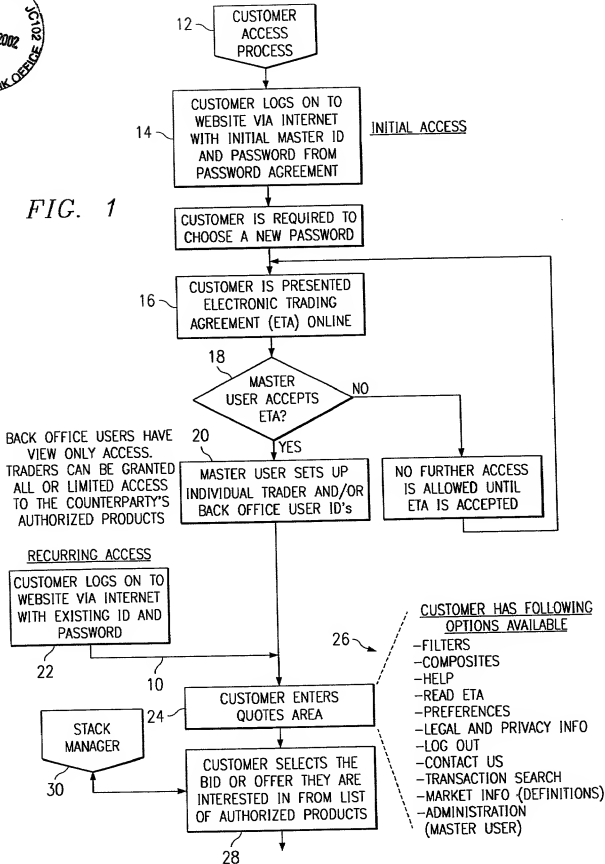 JC102
2002
OFFICE
12
CUSTOMER
ACCESS
PROCESS
14
CUSTOMER LOGS ON TO
WEBSITE VIA INTERNET
WITH INITIAL MASTER ID
AND PASSWORD FROM
PASSWORD AGREEMENT
INITIAL ACCESS
FIG. 1
CUSTOMER IS REQUIRED TO
CHOOSE A NEW PASSWORD
16
CUSTOMER IS PRESENTED
ELECTRONIC TRADING
AGREEMENT (ETA) ONLINE
18
MASTER
USER ACCEPTS
ETA?
NO
YES
BACK OFFICE USERS HAVE
VIEW ONLY ACCESS.
TRADERS CAN BE GRANTED
ALL OR LIMITED ACCESS
TO THE COUNTERPARTY'S
AUTHORIZED PRODUCTS
20
MASTER USER SETS UP
INDIVIDUAL TRADER AND/OR
BACK OFFICE USER ID's
NO FURTHER ACCESS
IS ALLOWED UNTIL
ETA IS ACCEPTED
RECURRING ACCESS
CUSTOMER LOGS ON TO
WEBSITE VIA INTERNET
WITH EXISTING ID AND
PASSWORD
22
10
26
CUSTOMER HAS FOLLOWING
OPTIONS AVAILABLE
-FILTERS
-COMPOSITES
-HELP
-READ ETA
-PREFERENCES
-LEGAL AND PRIVACY INFO
-LOG OUT
-CONTACT US
-TRANSACTION SEARCH
-MARKET INFO (DEFINITIONS)
-ADMINISTRATION
(MASTER USER)
24
CUSTOMER ENTERS
QUOTES AREA
STACK
MANAGER
30
CUSTOMER SELECTS THE
BID OR OFFER THEY ARE
INTERESTED IN FROM LIST
OF AUTHORIZED PRODUCTS
28